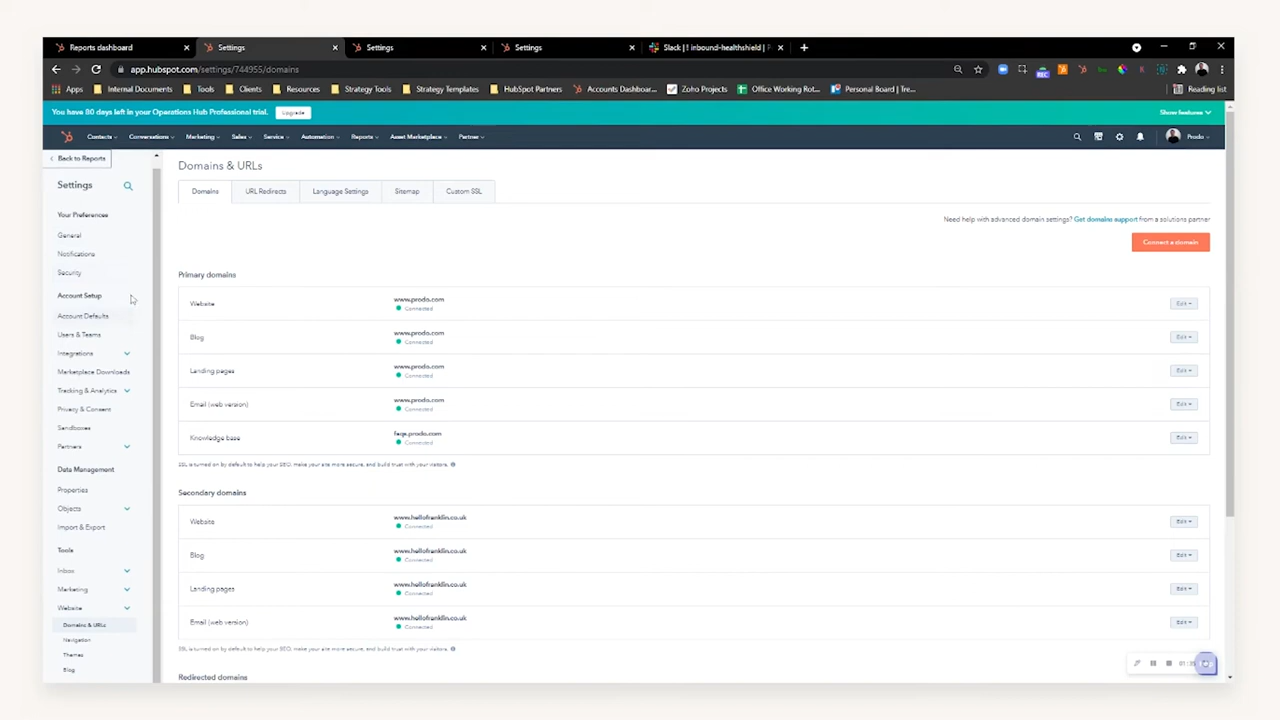 Reports dashboard
Settings
Settings
Settings
Slack | ! inbound-healthshield | P
app.hubspot.com/settings/744955/domains
Apps
Internal Documents
Tools
Clients
Resources
Strategy Tools
Strategy Templates
HubSpot Partners
Accounts Dashboar...
Zoho Projects
Office Working Rot...
Personal Board | Tre...
Reading list
You have 80 days left in your Operations Hub Professional trial.
Upgrade
Show features
Contacts
Conversations
Marketing
Sales
Service
Automation
Reports
Asset Marketplace
Partner
Prodo
Back to Reports
Settings
Your Preferences
General
Notifications
Security
Account Setup
Account Defaults
Users & Teams
Integrations
Marketplace Downloads
Tracking & Analytics
Privacy & Consent
Sandboxes
Partners
Data Management
Properties
Objects
Import & Export
Tools
Inbox
Marketing
Website
Domains & URLs
Navigation
Themes
Blog
Domains & URLs
Domains
URL Redirects
Language Settings
Sitemap
Custom SSL
Need help with advanced domain settings? Get domains support from a solutions partner
Connect a domain
Primary domains
Website
www.prodo.com
Connected
Edit
Blog
www.prodo.com
Connected
Edit
Landing pages
www.prodo.com
Connected
Edit
Email (web version)
www.prodo.com
Connected
Edit
Knowledge base
faqs.prodo.com
Connected
Edit
SSL is turned on by default to help your SEO, make your site more secure, and build trust with your visitors.
Secondary domains
Website
www.hellofranklin.co.uk
Connected
Edit
Blog
www.hellofranklin.co.uk
Connected
Edit
Landing pages
www.hellofranklin.co.uk
Connected
Edit
Email (web version)
www.hellofranklin.co.uk
Connected
Edit
SSL is turned on by default to help your SEO, make your site more secure, and build trust with your visitors.
Redirected domains